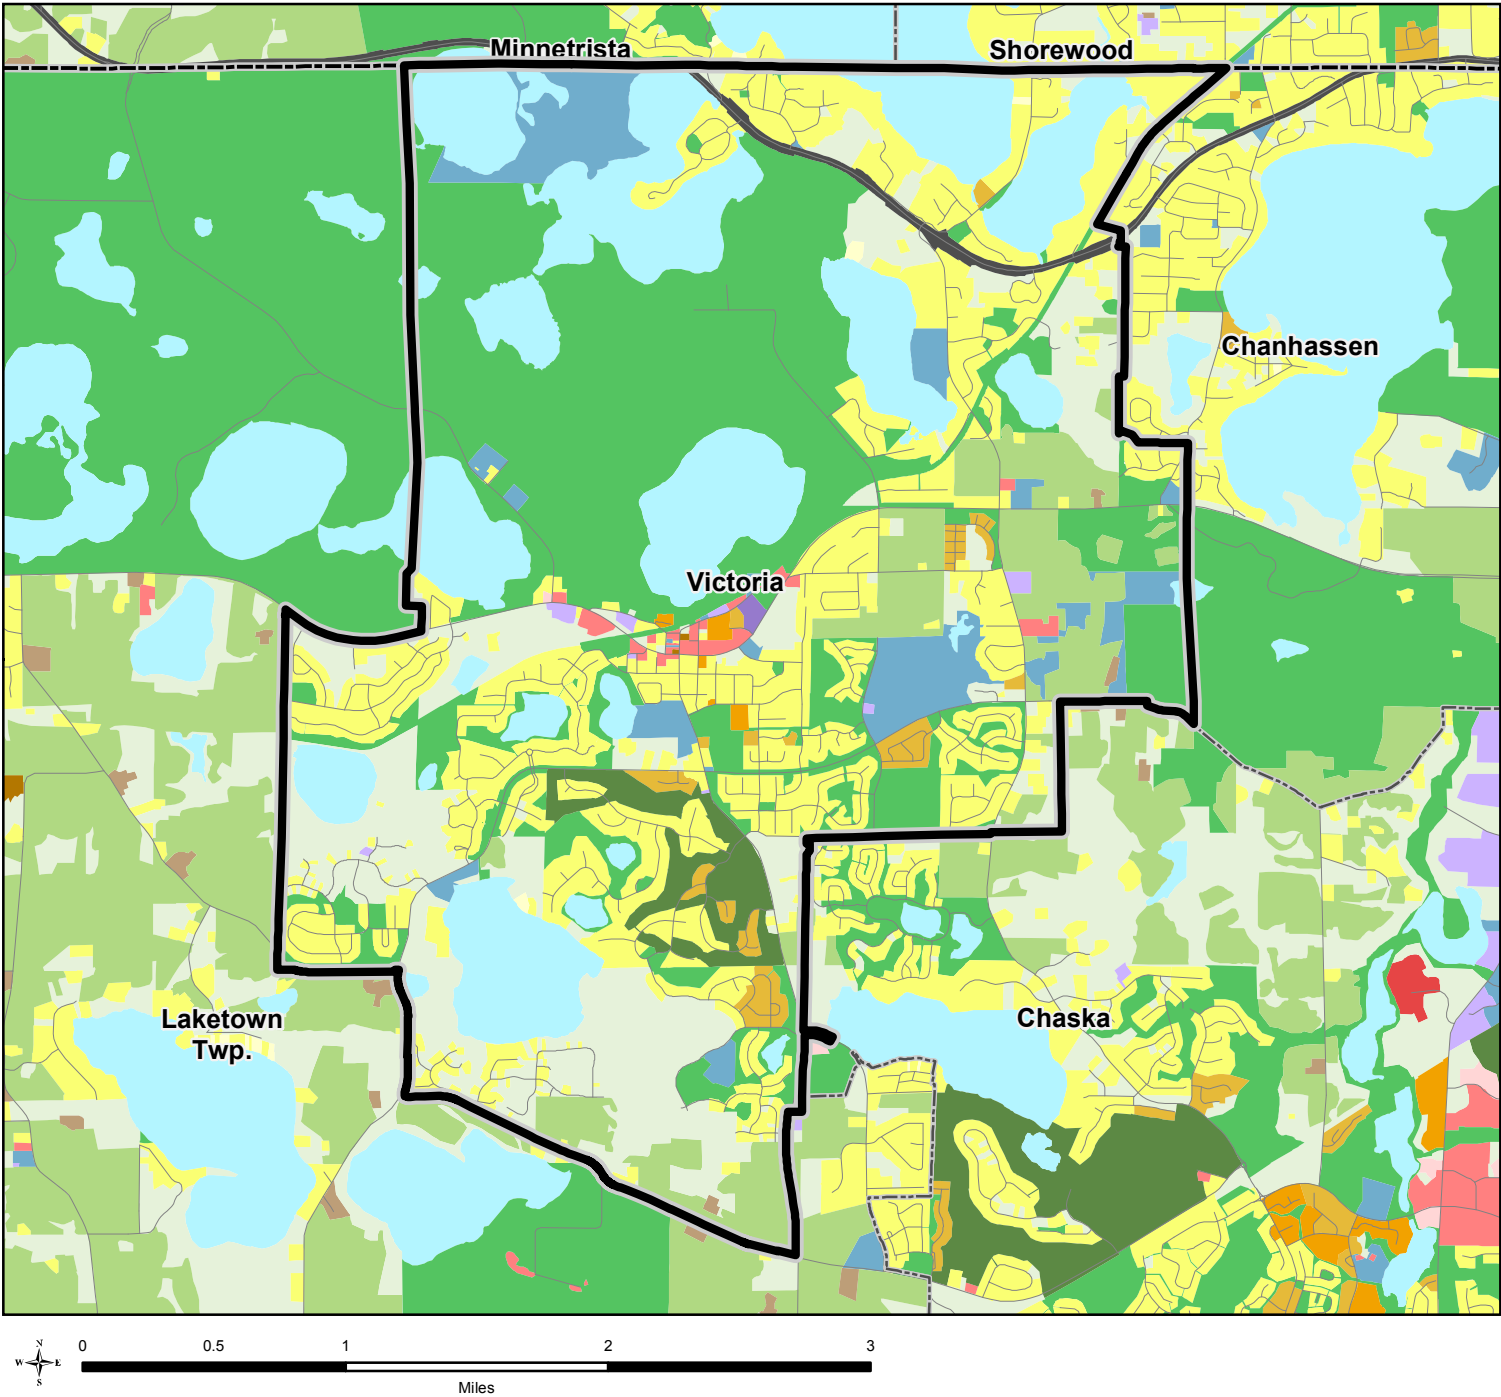 Minnetrista
Shorewood
Chanhassen
Victoria
Laketown
Twp.
Chaska
N
W E
S
0 0.5 1 2 3
Miles